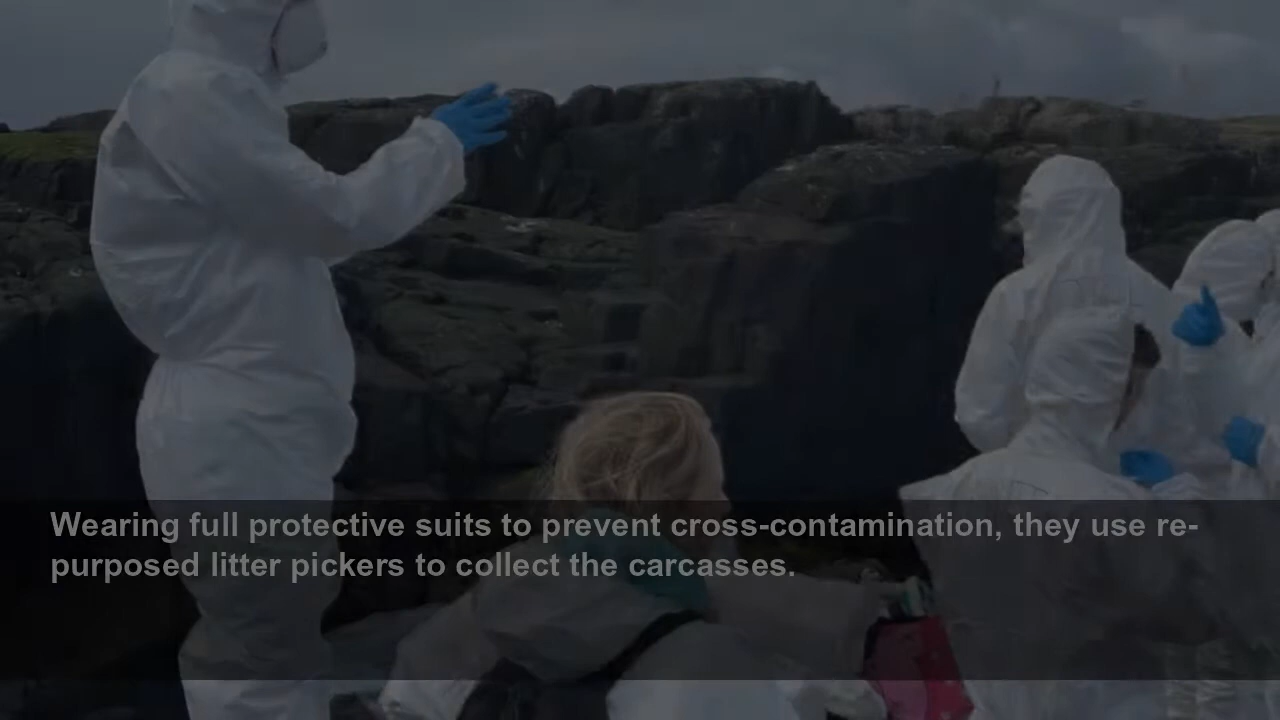 Wearing full protective suits to prevent cross-contamination, they use re-
purposed litter pickers to collect the carcasses.